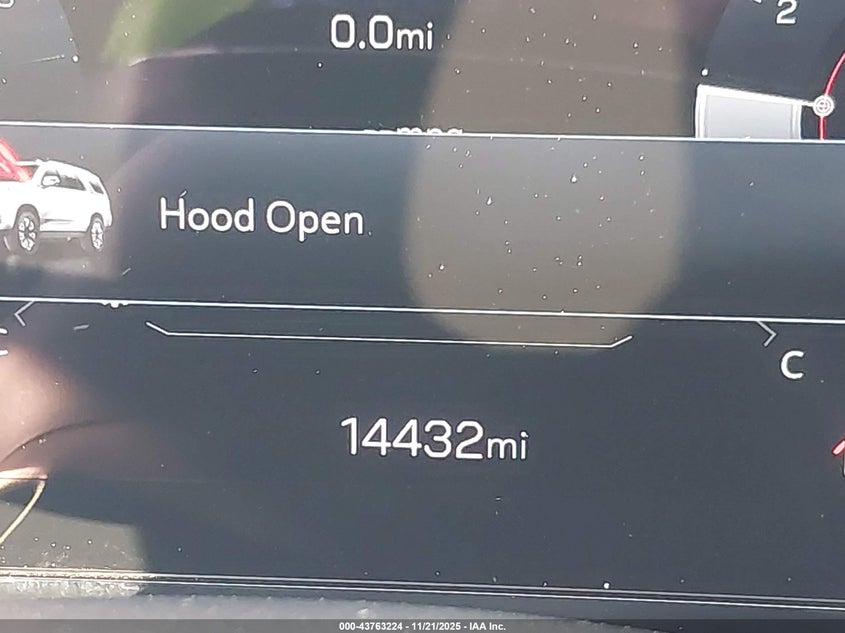 2
0.0mi
Hood Open
C
14432mi
000-43763224 - 11/21/2025 - IAA Inc.